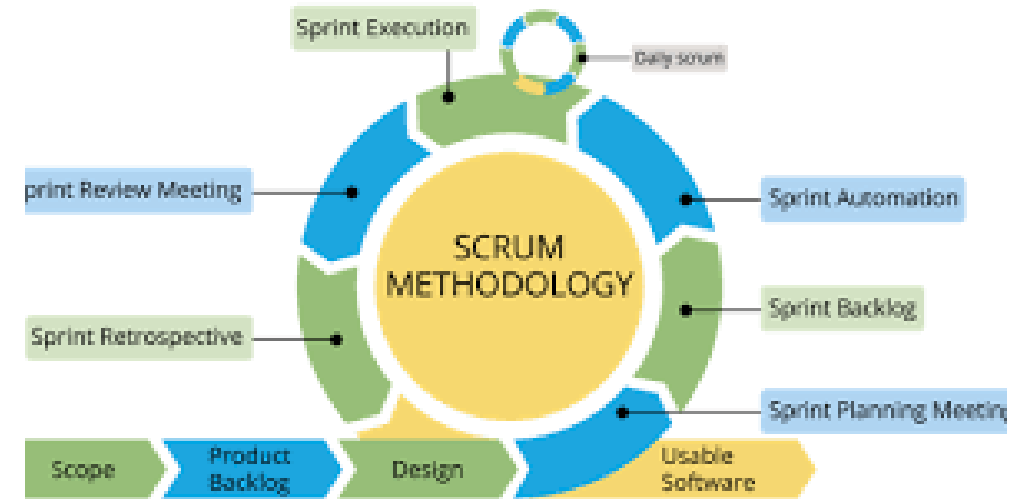 Sprint Execution
Daily scrum
print Review Meeting
Sprint Automation
SCRUM
METHODOLOGY
Sprint Backlog
Sprint Retrospective
Sprint Planning Meeting
Scope
Product
Backlog
Design
Usable
Software